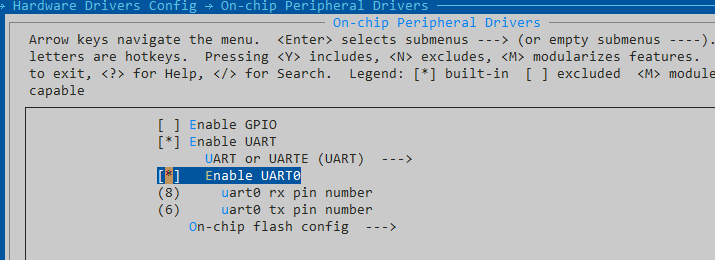 → Hardware Drivers Config → On-chip Peripheral Drivers
On-chip Peripheral Drivers
Arrow keys navigate the menu.  <Enter> selects submenus ---> (or empty submenus ----).
letters are hotkeys.  Pressing <Y> includes, <N> excludes, <M> modularizes features.
to exit, <?> for Help, </> for Search.  Legend: [*] built-in  [ ] excluded  <M> module
capable
[ ] Enable GPIO
[*] Enable UART
UART or UARTE (UART)  --->
[*]   Enable UART0
(8)     uart0 rx pin number
(6)     uart0 tx pin number
On-chip flash config  --->